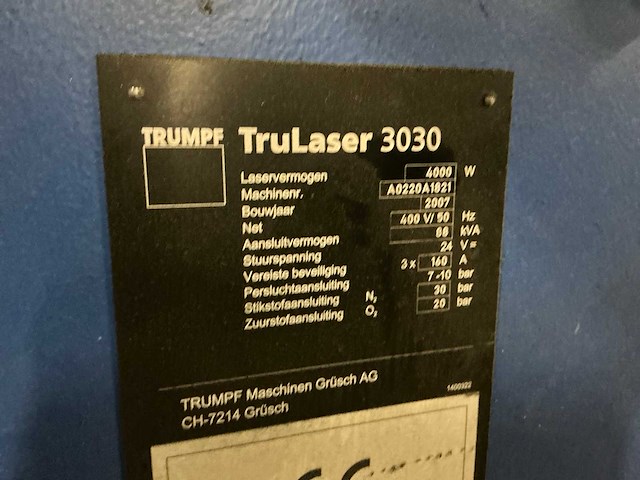 TRUMPF TruLaser 3030
Laservermogen 4000 W
Machinenr. A0220A1821
Bouwjaar 2007
Net 400 V/ 50 Hz
Aansluitvermogen 88 kVA
Stuurspanning 24 V =
Vereiste beveiliging 3 x 160 A
Persluchtaansluiting 7-10 bar
Stikstofaansluiting N₂ 30 bar
Zuurstofaansluiting O₂ 20 bar
TRUMPF Maschinen Grüsch AG 1400322
CH-7214 Grüsch